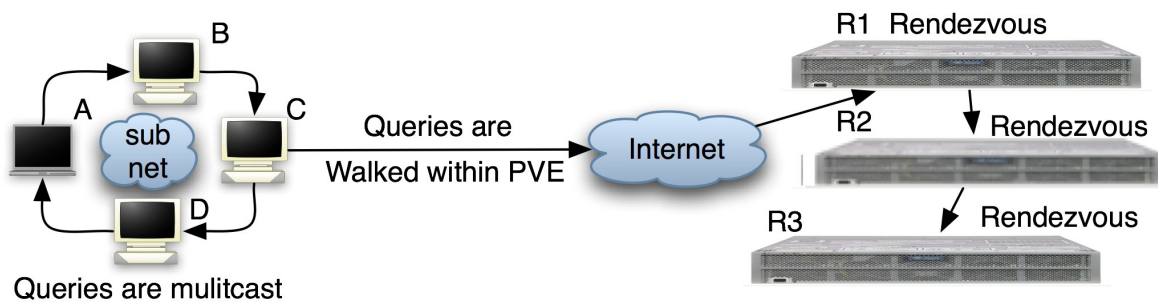 B
A
C
sub
net
D
Queries are mulitcast
Queries are
Walked within PVE
Internet
R1 Rendezvous
R2
Rendezvous
R3
Rendezvous